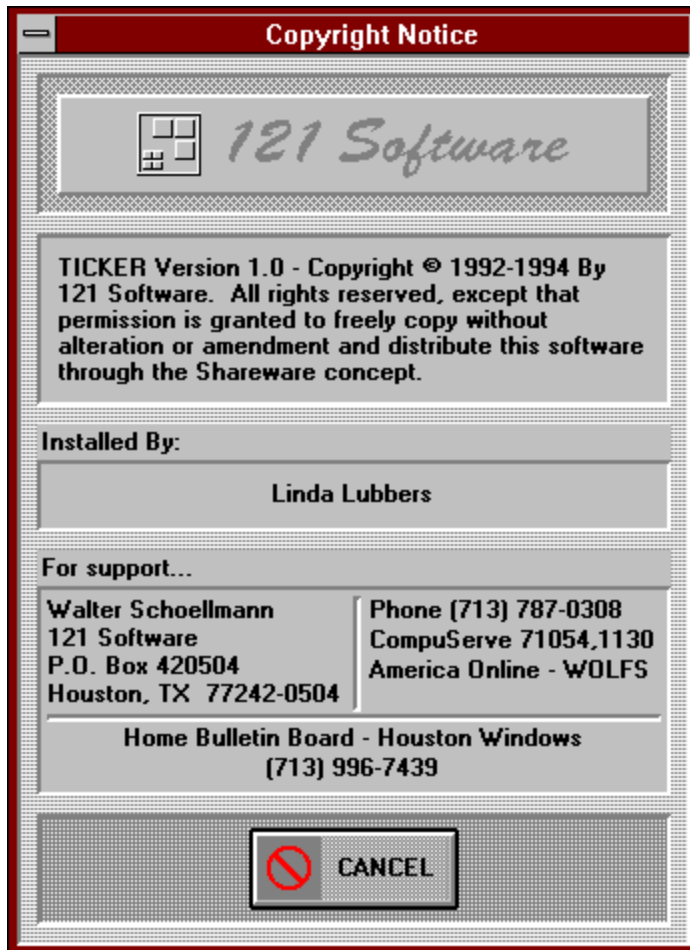 Copyright Notice
121 Software
TICKER Version 1.0 - Copyright © 1992-1994 By
121 Software.  All rights reserved, except that
permission is granted to freely copy without
alteration or amendment and distribute this software
through the Shareware concept.
Installed By:
Linda Lubbers
For support...
Walter Schoellmann
121 Software
P.O. Box 420504
Houston, TX  77242-0504
Phone (713) 787-0308
CompuServe 71054,1130
America Online - WOLFS
Home Bulletin Board - Houston Windows
(713) 996-7439
CANCEL